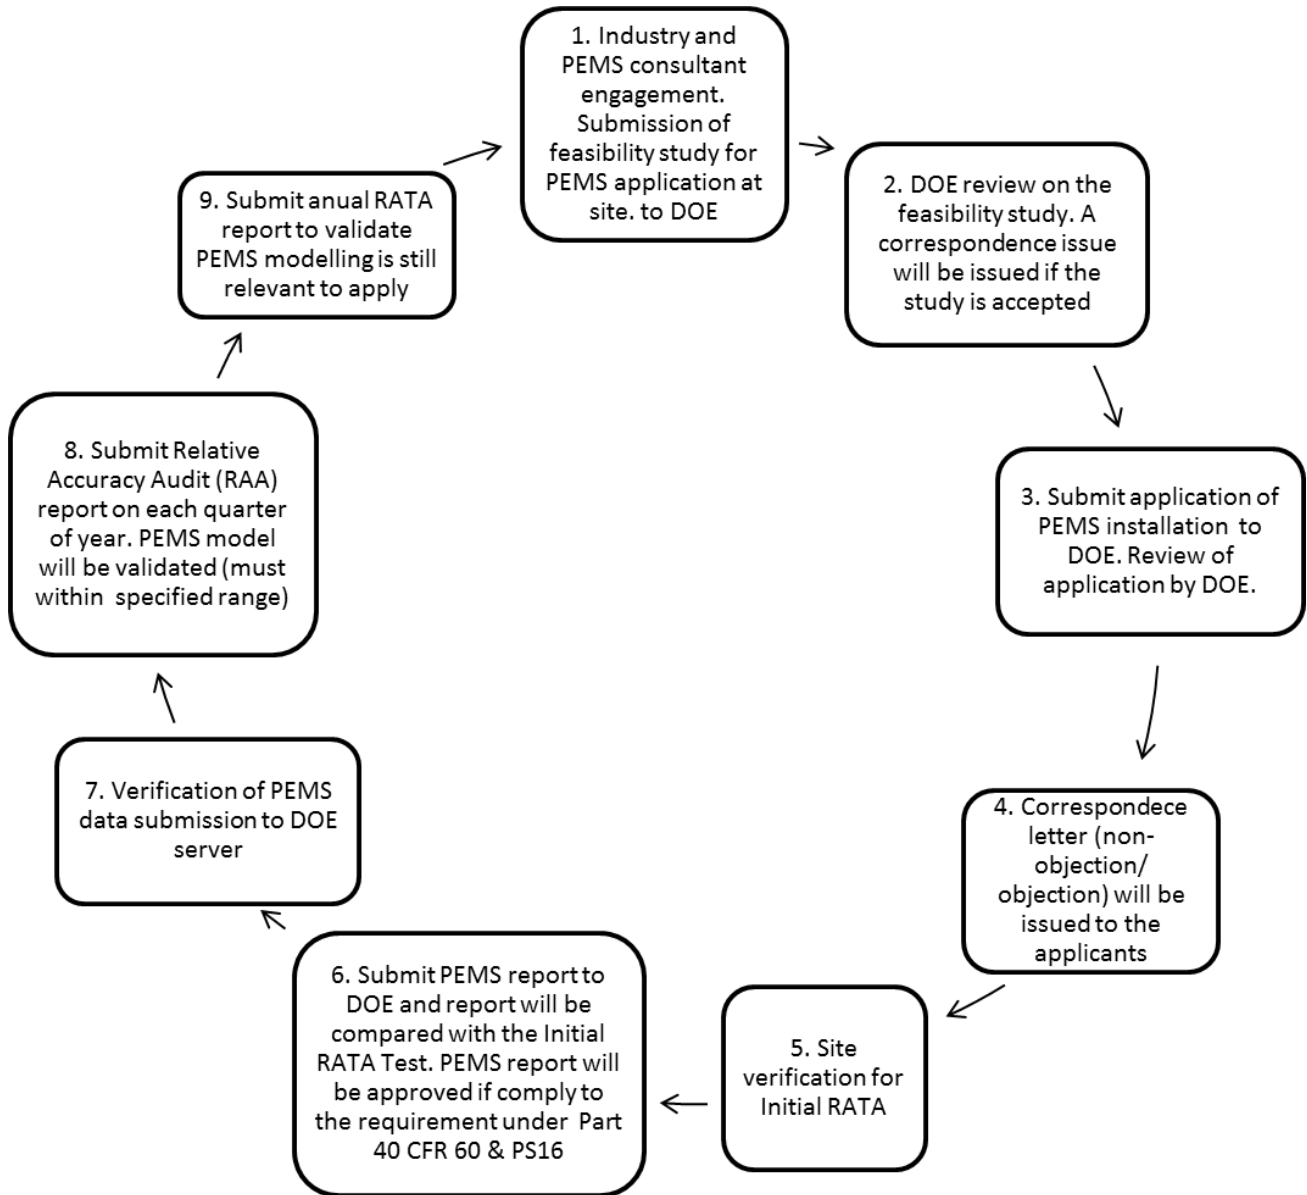 1. Industry and
PEMS consultant
engagement.
Submission of
feasibility study for
PEMS application at
site. to DOE
2. DOE review on the
feasibility study. A
correspondence issue
will be issued if the
study is accepted
3. Submit application of
PEMS installation to
DOE. Review of
application by DOE.
4. Correspondece
letter (non-
objection/
objection) will be
issued to the
applicants
5. Site
verification for
Initial RATA
6. Submit PEMS report to
DOE and report will be
compared with the Initial
RATA Test. PEMS report will
be approved if comply to
the requirement under Part
40 CFR 60 & PS16
7. Verification of PEMS
data submission to DOE
server
8. Submit Relative
Accuracy Audit (RAA)
report on each quarter
of year. PEMS model
will be validated (must
within specified range)
9. Submit anual RATA
report to validate
PEMS modelling is still
relevant to apply